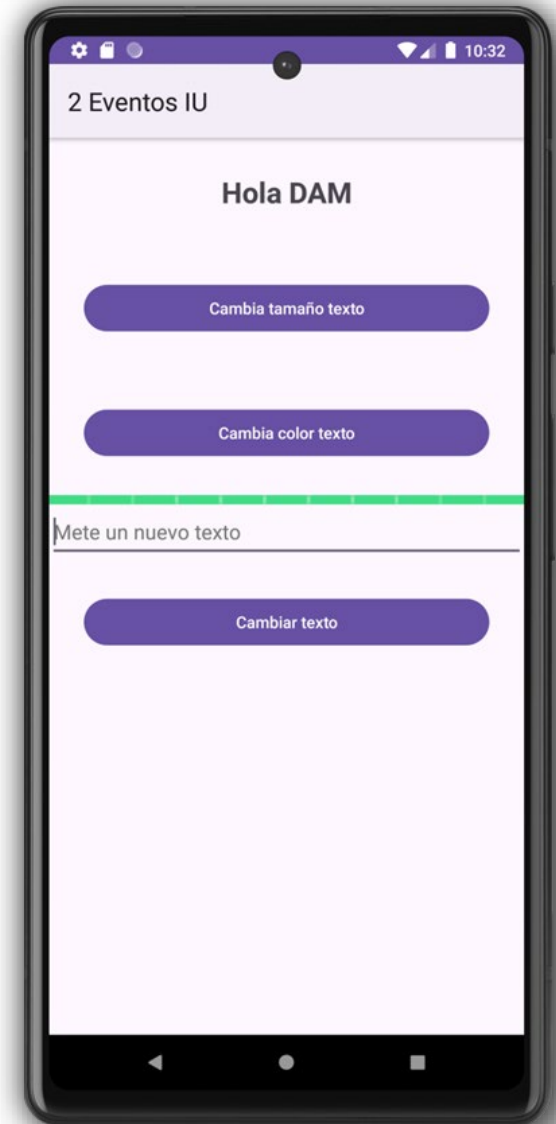 10:32
2 Eventos IU
Hola DAM
Cambia tamaño texto
Cambia color texto
Mete un nuevo texto
Cambiar texto